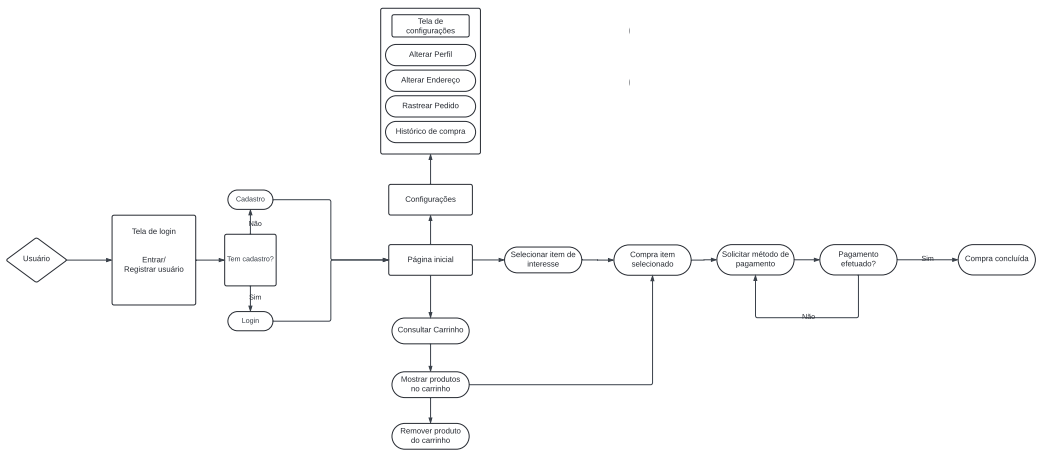 Tela de
configurações
Alterar Perfil
Alterar Endereço
Rastrear Pedido
Histórico de compra
Configurações
Cadastro
Não
Tela de login
Entrar/
Registrar usuário
Usuário
Tem cadastro?
Sim
Login
Página inicial
Selecionar item de
interesse
Compra item
selecionado
Solicitar método de
pagamento
Pagamento
efetuado?
Sim
Compra concluída
Não
Consultar Carrinho
Mostrar produtos
no carrinho
Remover produto
do carrinho